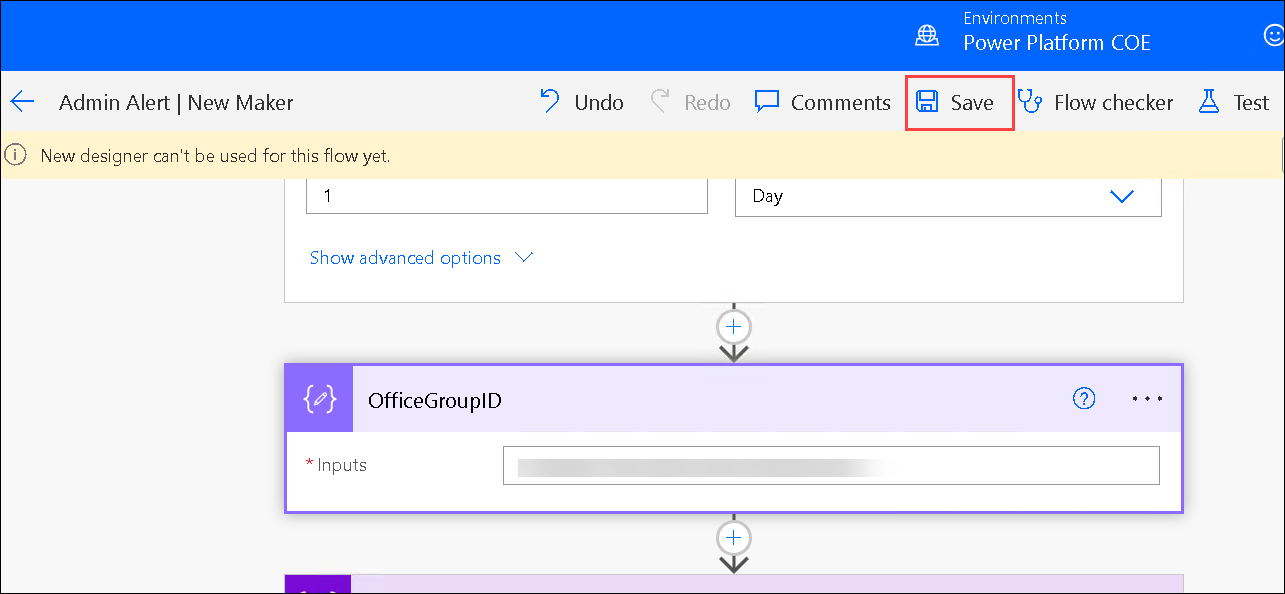 Environments
Power Platform COE
Admin Alert | New Maker
Undo
Redo
Comments
Save
Flow checker
Test
New designer can't be used for this flow yet.
1
Day
Show advanced options
OfficeGroupID
* Inputs